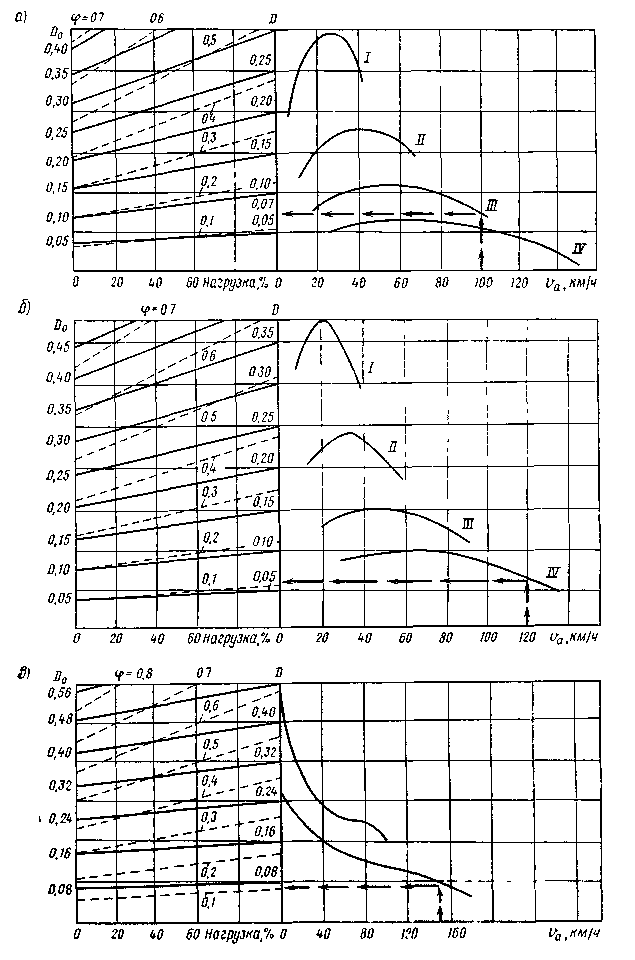 а) φ=0,7 0,6 D
D₀
0,40 0,5
0,35 0,25 I
0,30 0,20
0,25 0,4 II
0,20 0,3 0,15
0,15 0,2 0,10
0,10 0,07 III
0,05 0,1 0,05 IV
0 20 40 60 Нагрузка,% 0 20 40 60 80 100 120 υₐ, км/ч
б) φ=0,7 D
D₀
0,45 0,35
0,40 0,6 I
0,35 0,30
0,30 0,5 0,25
0,25 0,4 0,20 II
0,20 0,3 0,15
0,15 0,2 0,10 III
0,10 0,1 0,05 IV
0,05
0 20 40 60 Нагрузка,% 0 20 40 60 80 100 120 υₐ, км/ч
в) φ=0,8 0,7 D
D₀
0,56
0,48 0,6 0,40
0,40 0,5 0,32
0,32 0,4 0,24
0,24 0,3 0,16
0,16 0,2 0,08
0,08 0,1
0 20 40 60 Нагрузка,% 0 40 80 120 160 υₐ, км/ч